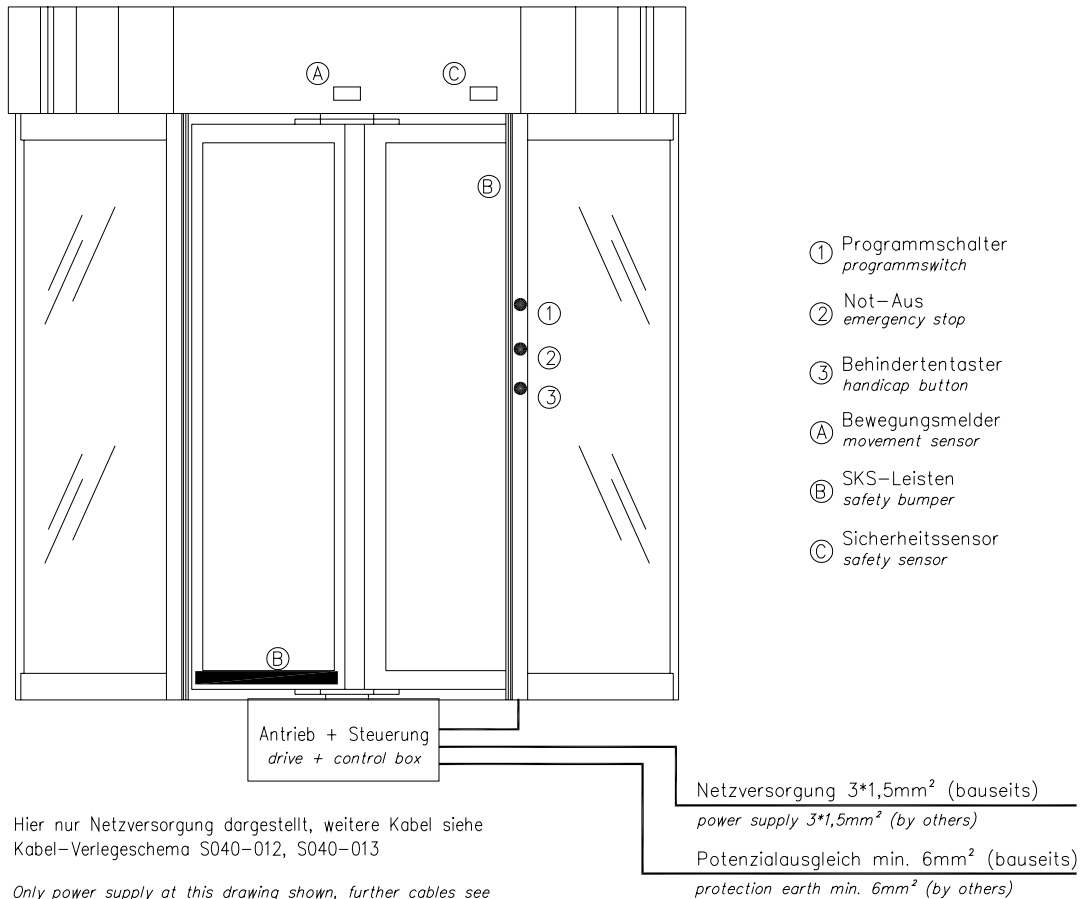 A
C
B
1
2
3
B
1 Programmschalter
programmswitch
2 Not-Aus
emergency stop
3 Behindertentaster
handicap button
A Bewegungsmelder
movement sensor
B SKS-Leisten
safety bumper
C Sicherheitssensor
safety sensor
Antrieb + Steuerung
drive + control box
Netzversorgung 3*1,5mm² (bauseits)
power supply 3*1,5mm² (by others)
Potenzialausgleich min. 6mm² (bauseits)
protection earth min. 6mm² (by others)
Hier nur Netzversorgung dargestellt, weitere Kabel siehe
Kabel-Verlegeschema S040-012, S040-013
Only power supply at this drawing shown, further cables see